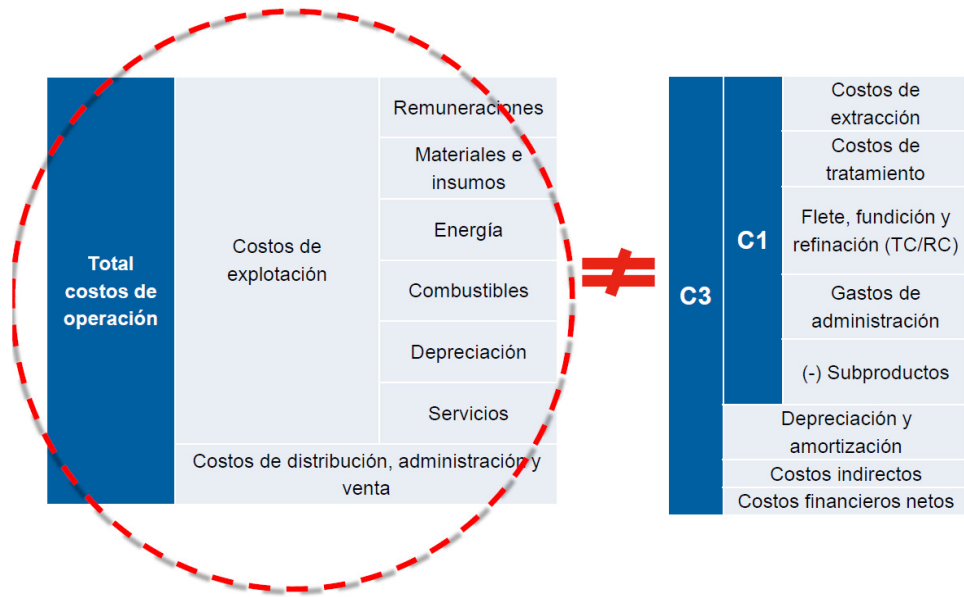 Total
costos de
operación
Costos de
explotación
Remuneraciones
Materiales e
insumos
Energía
Combustibles
Depreciación
Servicios
Costos de distribución, administración y
venta
≠
C3
C1
Costos de
extracción
Costos de
tratamiento
Flete, fundición y
refinación (TC/RC)
Gastos de
administración
(-) Subproductos
Depreciación y
amortización
Costos indirectos
Costos financieros netos